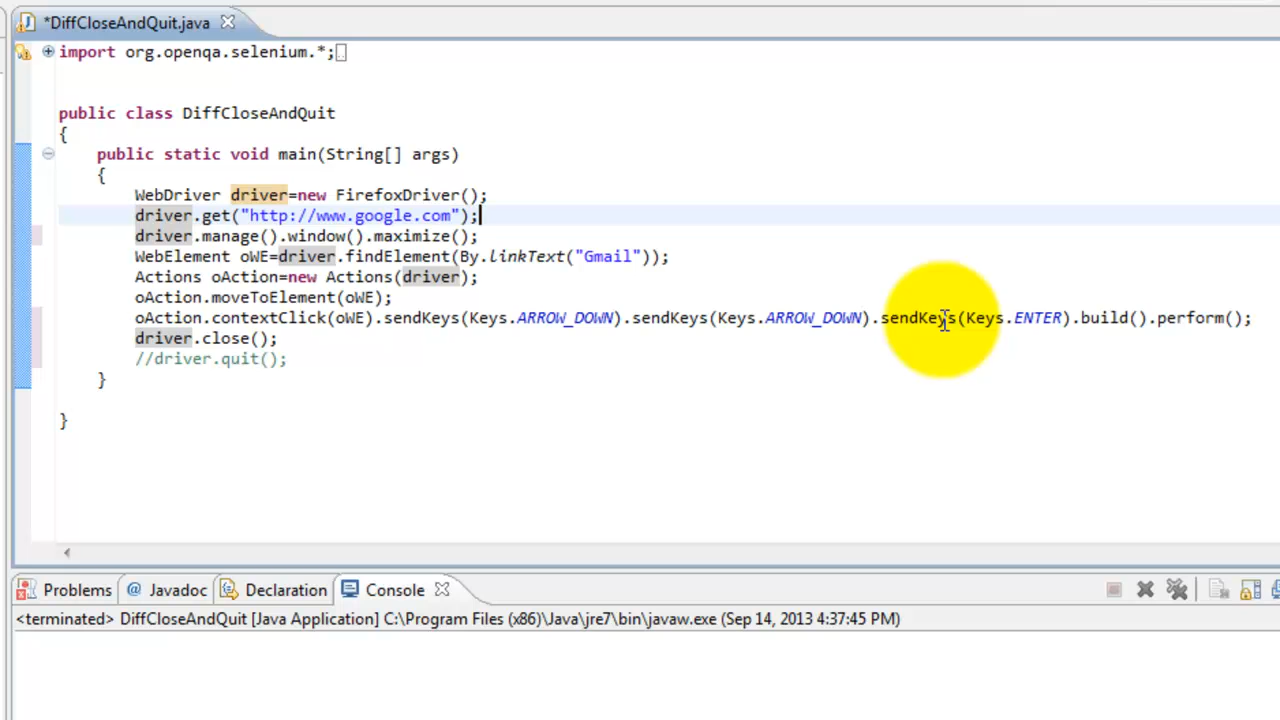 *DiffCloseAndQuit.java
import org.openqa.selenium.*;
public class DiffCloseAndQuit
{
public static void main(String[] args)
{
WebDriver driver=new FirefoxDriver();
driver.get("http://www.google.com");
driver.manage().window().maximize();
WebElement oWE=driver.findElement(By.linkText("Gmail"));
Actions oAction=new Actions(driver);
oAction.moveToElement(oWE);
oAction.contextClick(oWE).sendKeys(Keys.ARROW_DOWN).sendKeys(Keys.ARROW_DOWN).sendKeys(Keys.ENTER).build().perform();
driver.close();
//driver.quit();
}
}
Problems @ Javadoc Declaration Console
<terminated> DiffCloseAndQuit [Java Application] C:\Program Files (x86)\Java\jre7\bin\javaw.exe (Sep 14, 2013 4:37:45 PM)